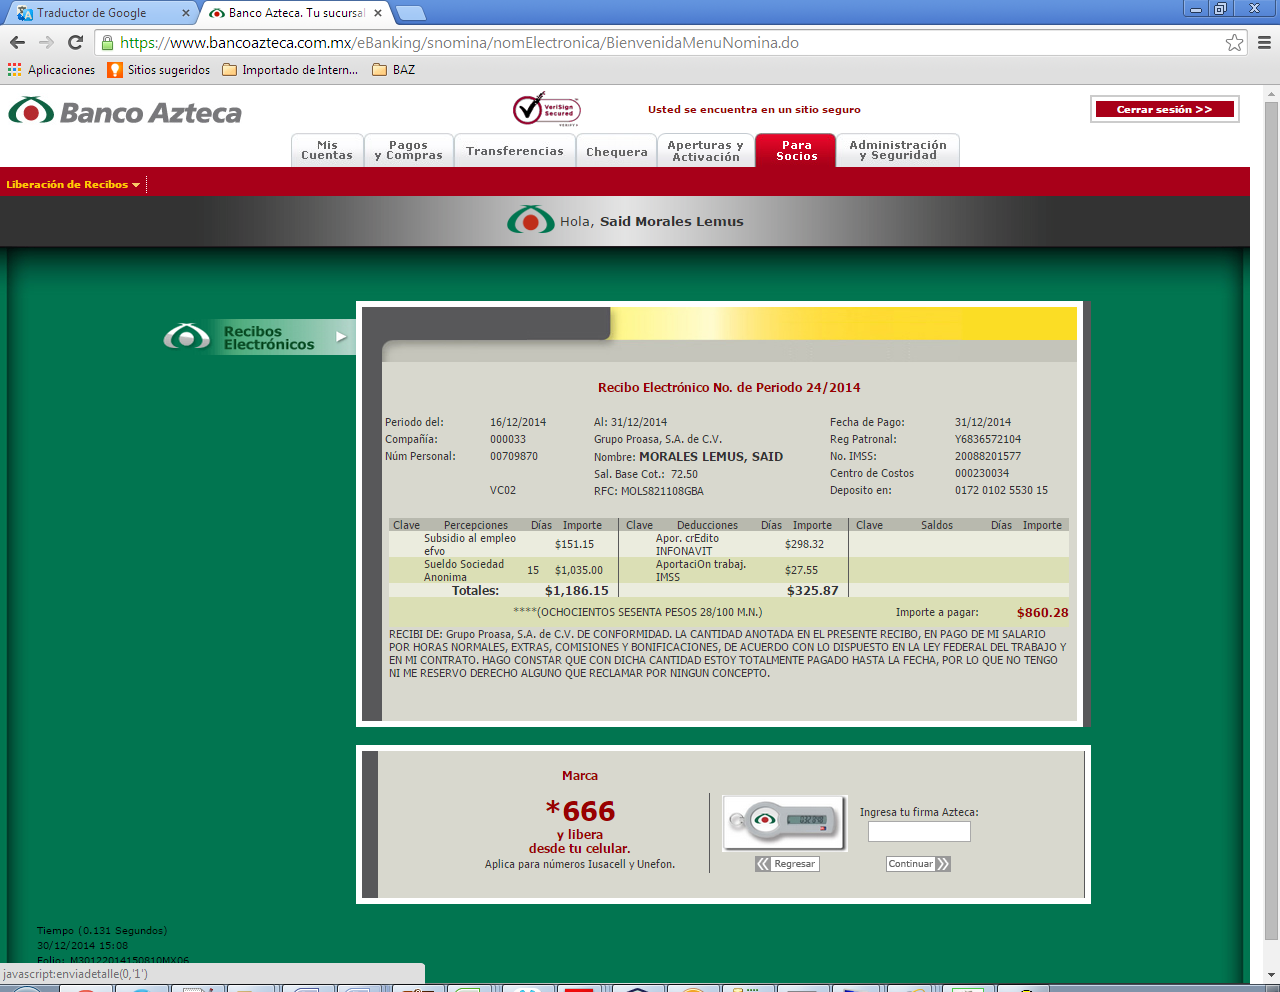 Traductor de Google
Banco Azteca. Tu sucursal
https://www.bancoazteca.com.mx/eBanking/snomina/nomElectronica/BienvenidaMenuNomina.do
Aplicaciones
Sitios sugeridos
Importado de Intern...
BAZ
Banco Azteca
VeriSign Secured
VERIFY
Usted se encuentra en un sitio seguro
Cerrar sesión >>
Mis Cuentas
Pagos y Compras
Transferencias
Chequera
Aperturas y Activación
Para Socios
Administración y Seguridad
Liberación de Recibos
Hola, Said Morales Lemus
Recibos Electrónicos
Recibo Electrónico No. de Periodo 24/2014
Periodo del: 16/12/2014 Al: 31/12/2014 Fecha de Pago: 31/12/2014
Compañía: 000033 Grupo Proasa, S.A. de C.V. Reg Patronal: Y6836572104
Núm Personal: 00709870 Nombre: MORALES LEMUS, SAID No. IMSS: 20088201577
Sal. Base Cot.: 72.50 Centro de Costos 000230034
VC02 RFC: MOLS821108GBA Deposito en: 0172 0102 5530 15
Clave Percepciones Días Importe Clave Deducciones Días Importe Clave Saldos Días Importe
Subsidio al empleo efvo $151.15 Apor. crEdito INFONAVIT $298.32
Sueldo Sociedad Anonima 15 $1,035.00 AportaciOn trabaj. IMSS $27.55
Totales: $1,186.15 $325.87
****(OCHOCIENTOS SESENTA PESOS 28/100 M.N.) Importe a pagar: $860.28
RECIBI DE: Grupo Proasa, S.A. de C.V. DE CONFORMIDAD. LA CANTIDAD ANOTADA EN EL PRESENTE RECIBO, EN PAGO DE MI SALARIO
POR HORAS NORMALES, EXTRAS, COMISIONES Y BONIFICACIONES, DE ACUERDO CON LO DISPUESTO EN LA LEY FEDERAL DEL TRABAJO Y
EN MI CONTRATO. HAGO CONSTAR QUE CON DICHA CANTIDAD ESTOY TOTALMENTE PAGADO HASTA LA FECHA, POR LO QUE NO TENGO
NI ME RESERVO DERECHO ALGUNO QUE RECLAMAR POR NINGUN CONCEPTO.
Marca
*666
y libera
desde tu celular.
Aplica para números Iusacell y Unefon.
Ingresa tu firma Azteca:
Regresar
Continuar
Tiempo (0.131 Segundos)
30/12/2014 15:08
Folio: M30122014150810MX06
javascript:enviadetalle(0,'1')